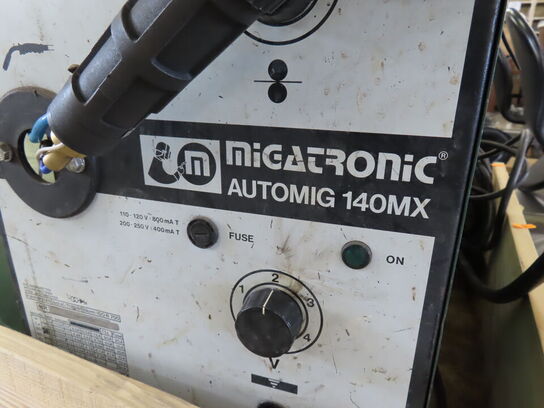 m MIGATRONIC®
AUTOMIG 140MX
110-120 V : 800 mA T
200-250 V : 400 mA T
FUSE
ON
1 2 3 4
V